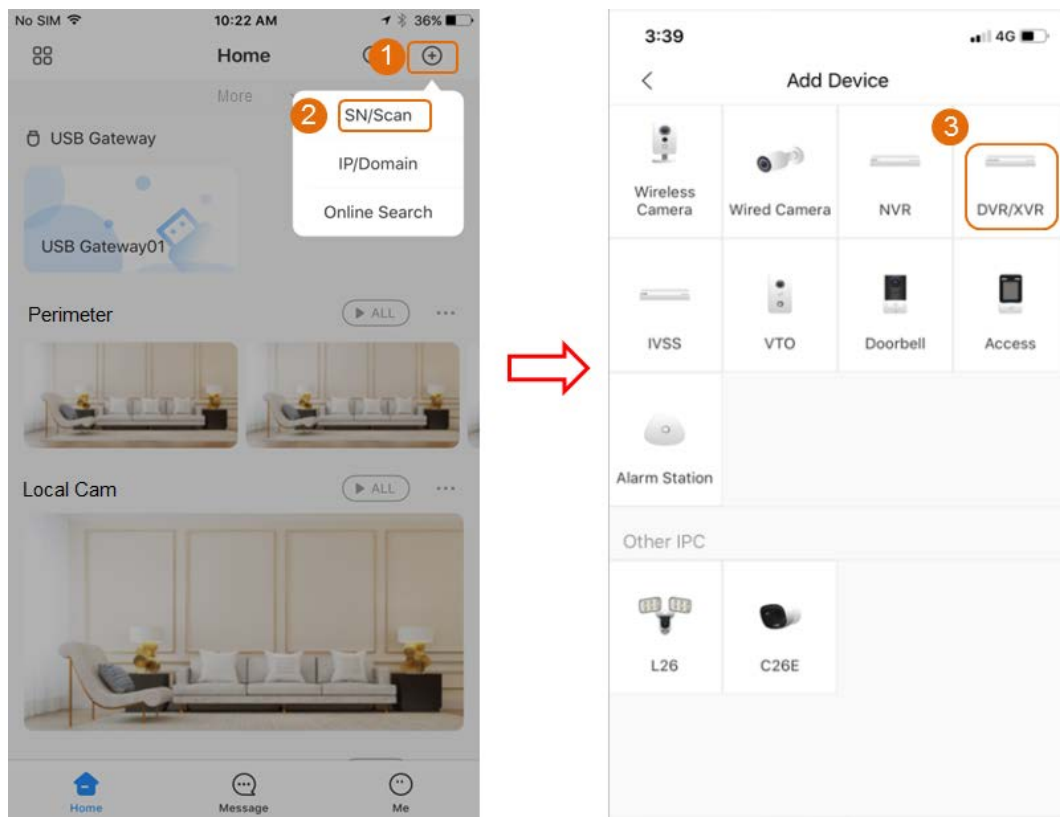 No SIM 10:22 AM 36%
Home 1
More
2 SN/Scan
IP/Domain
Online Search
USB Gateway
USB Gateway01
Perimeter ALL
Local Cam ALL
Home Message Me
3:39 4G
Add Device
3
Wireless
Camera Wired Camera NVR DVR/XVR
IVSS VTO Doorbell Access
Alarm Station
Other IPC
L26 C26E